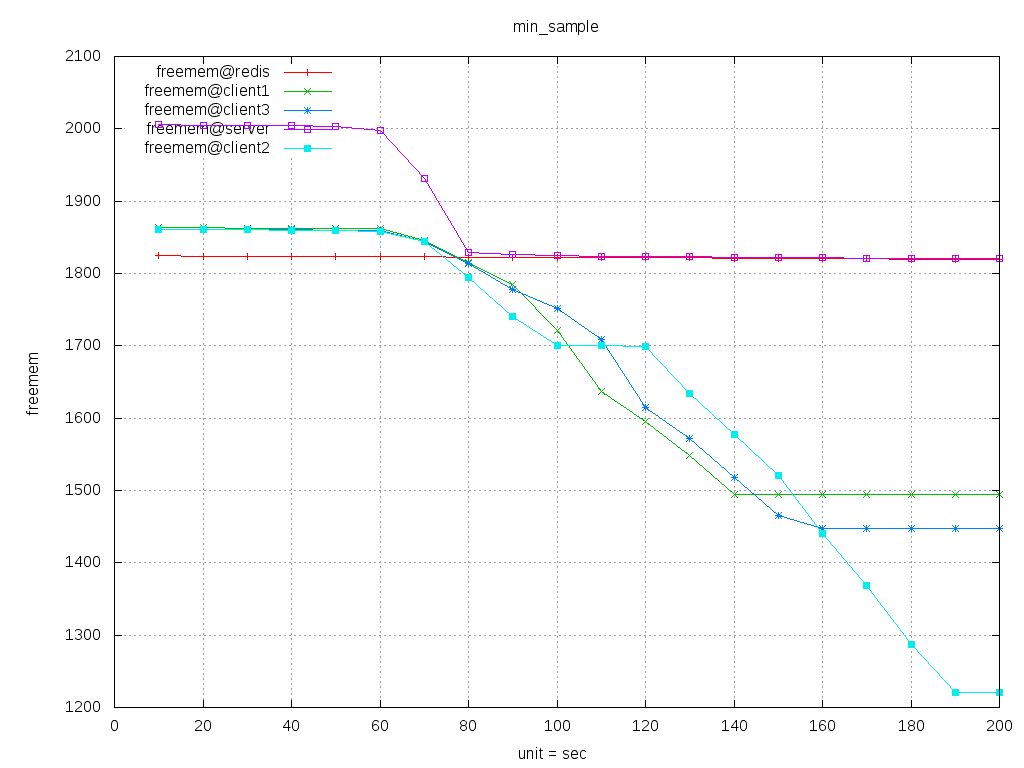 min_sample
2100
2000
1900
1800
1700
1600
1500
1400
1300
1200
freemem
freemem@redis
freemem@client1
freemem@client3
freemem@server
freemem@client2
0 20 40 60 80 100 120 140 160 180 200
unit = sec